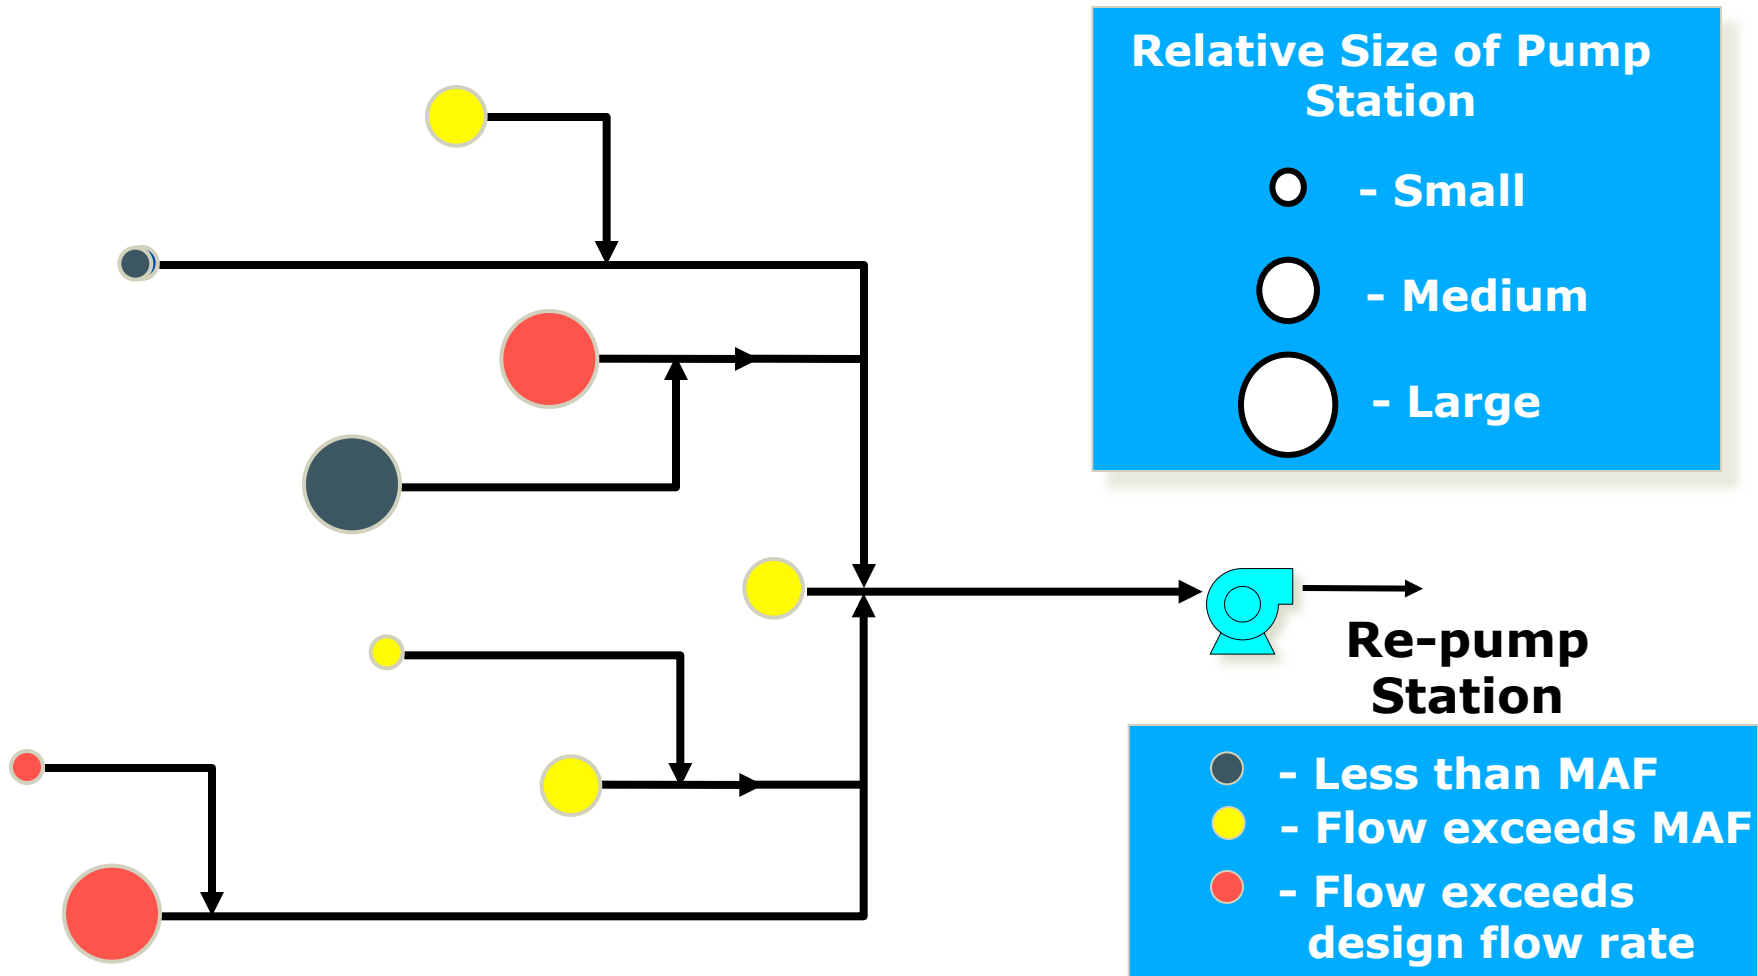 Relative Size of Pump
Station
– Small
– Medium
– Large
Re–pump
Station
– Less than MAF
– Flow exceeds MAF
– Flow exceeds
design flow rate